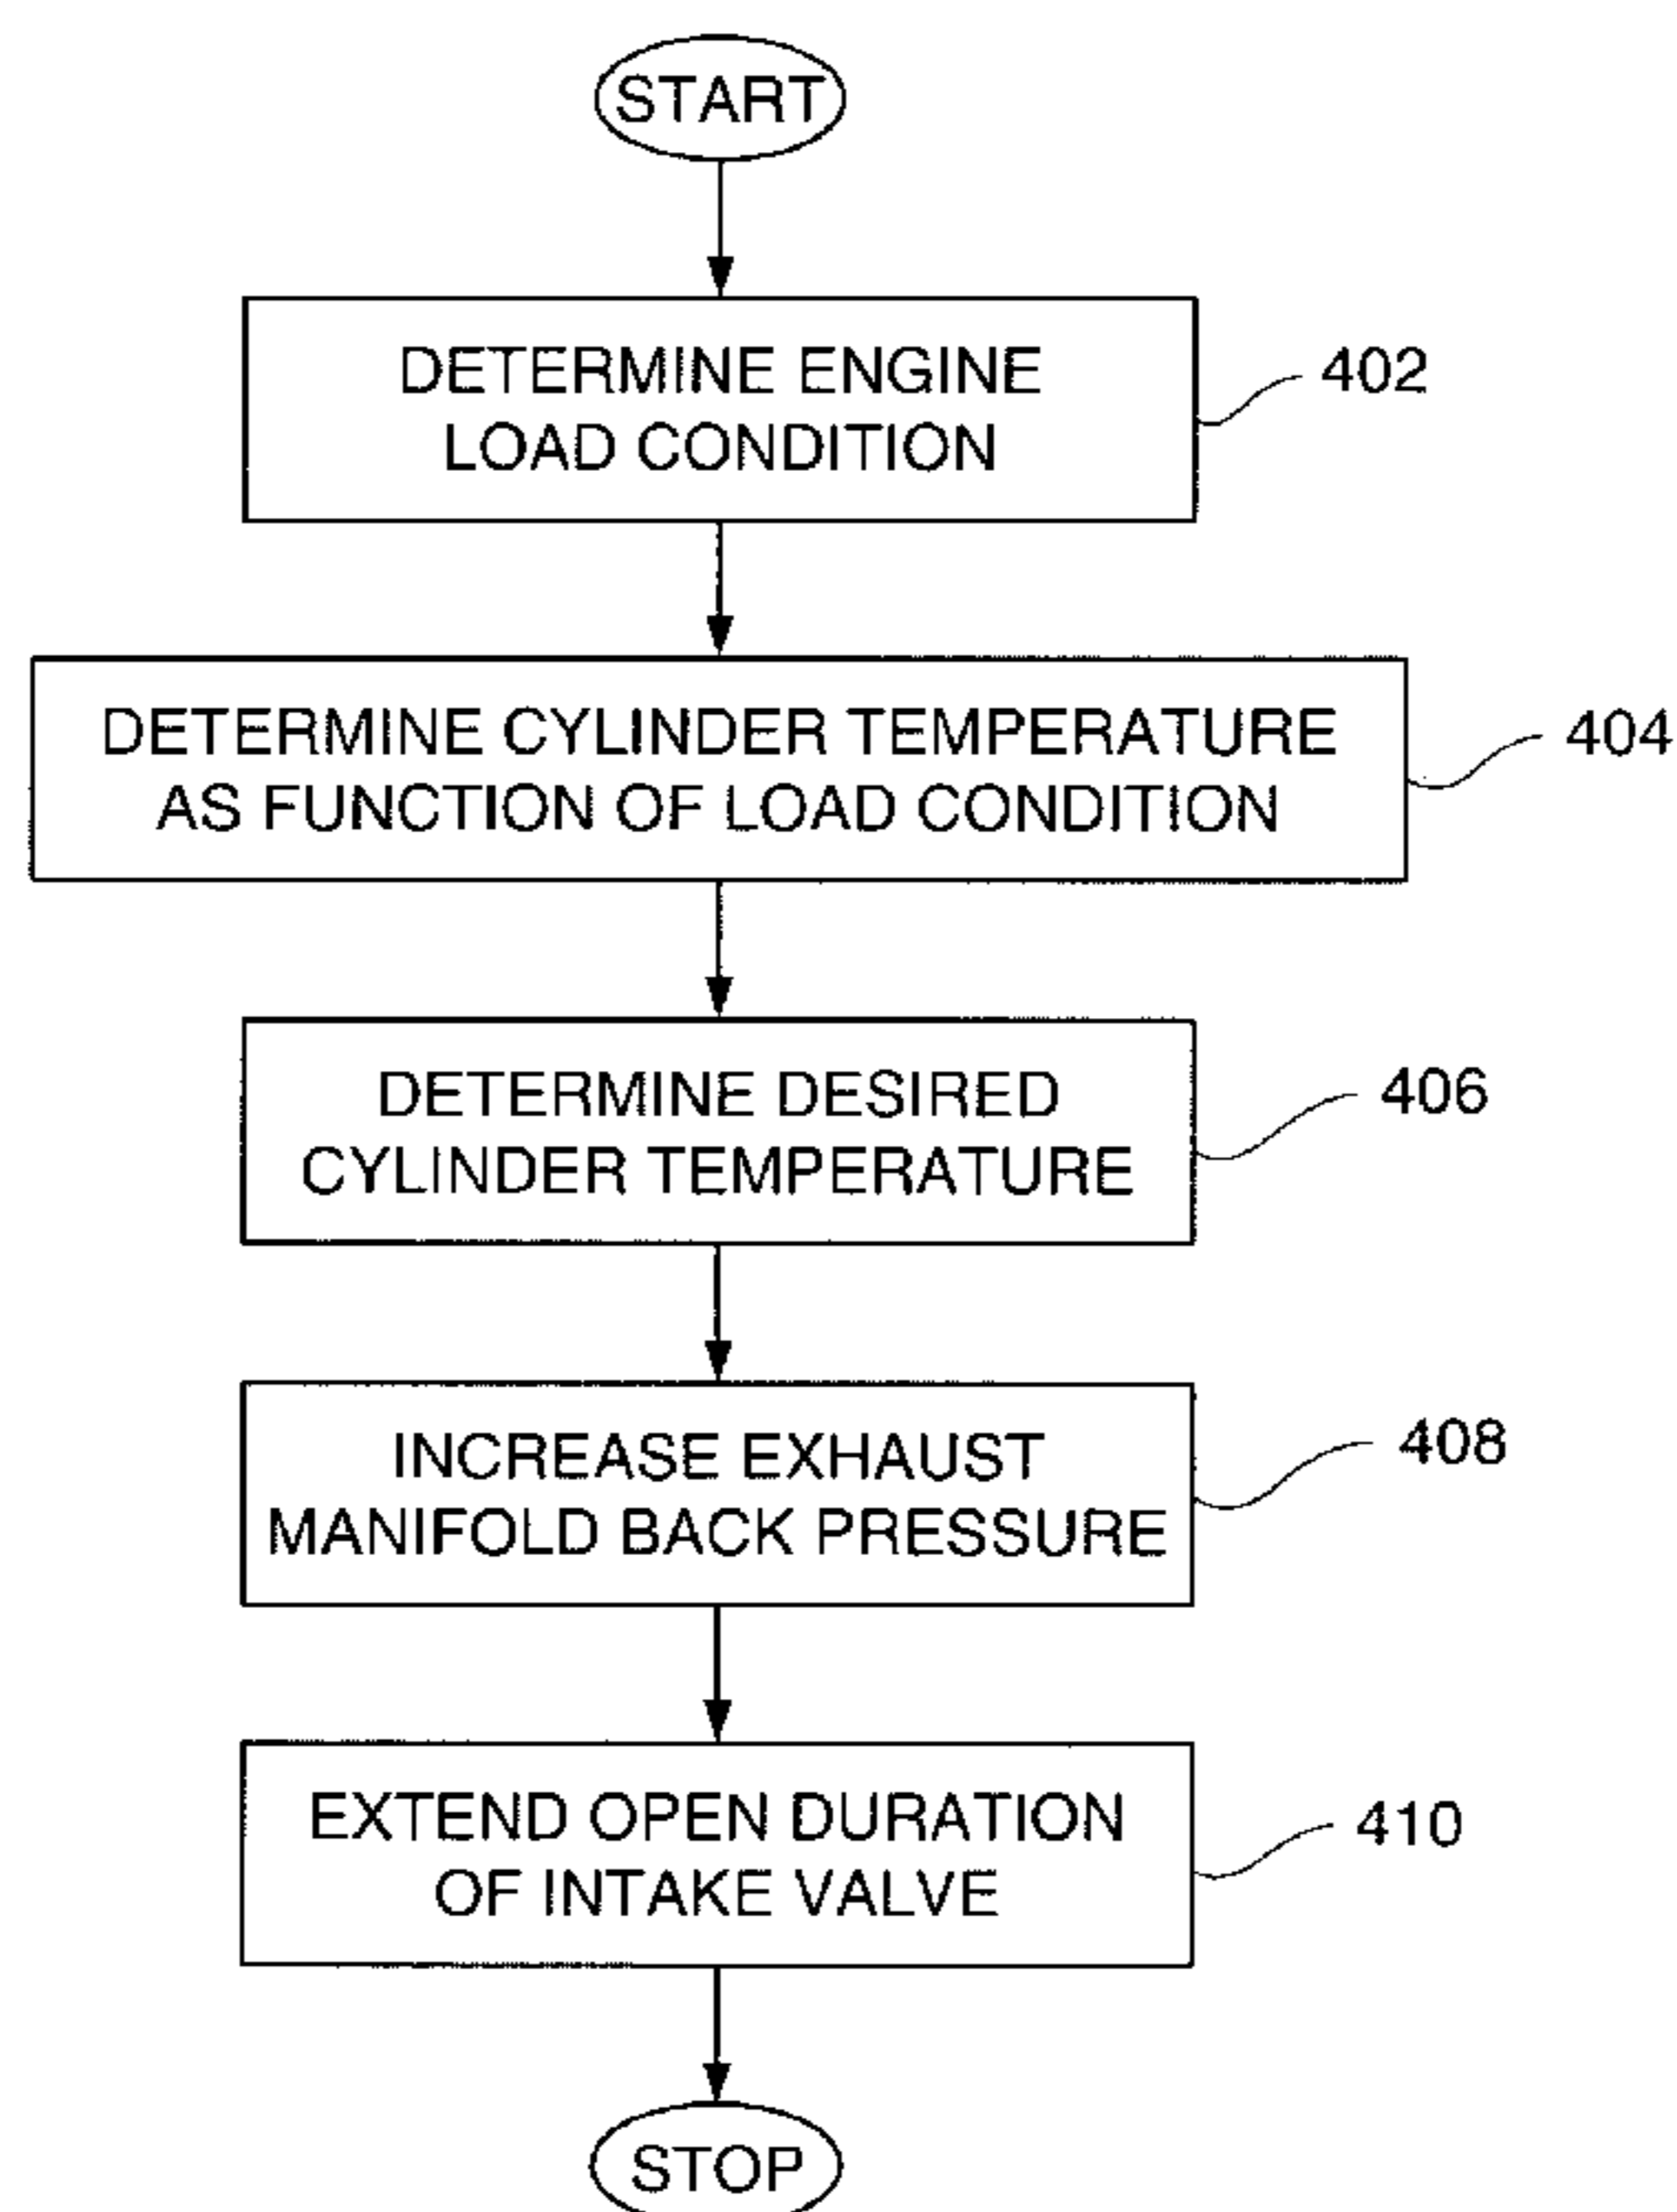 START
DETERMINE ENGINE
LOAD CONDITION
402
DETERMINE CYLINDER TEMPERATURE
AS FUNCTION OF LOAD CONDITION
404
DETERMINE DESIRED
CYLINDER TEMPERATURE
406
INCREASE EXHAUST
MANIFOLD BACK PRESSURE
408
EXTEND OPEN DURATION
OF INTAKE VALVE
410
STOP